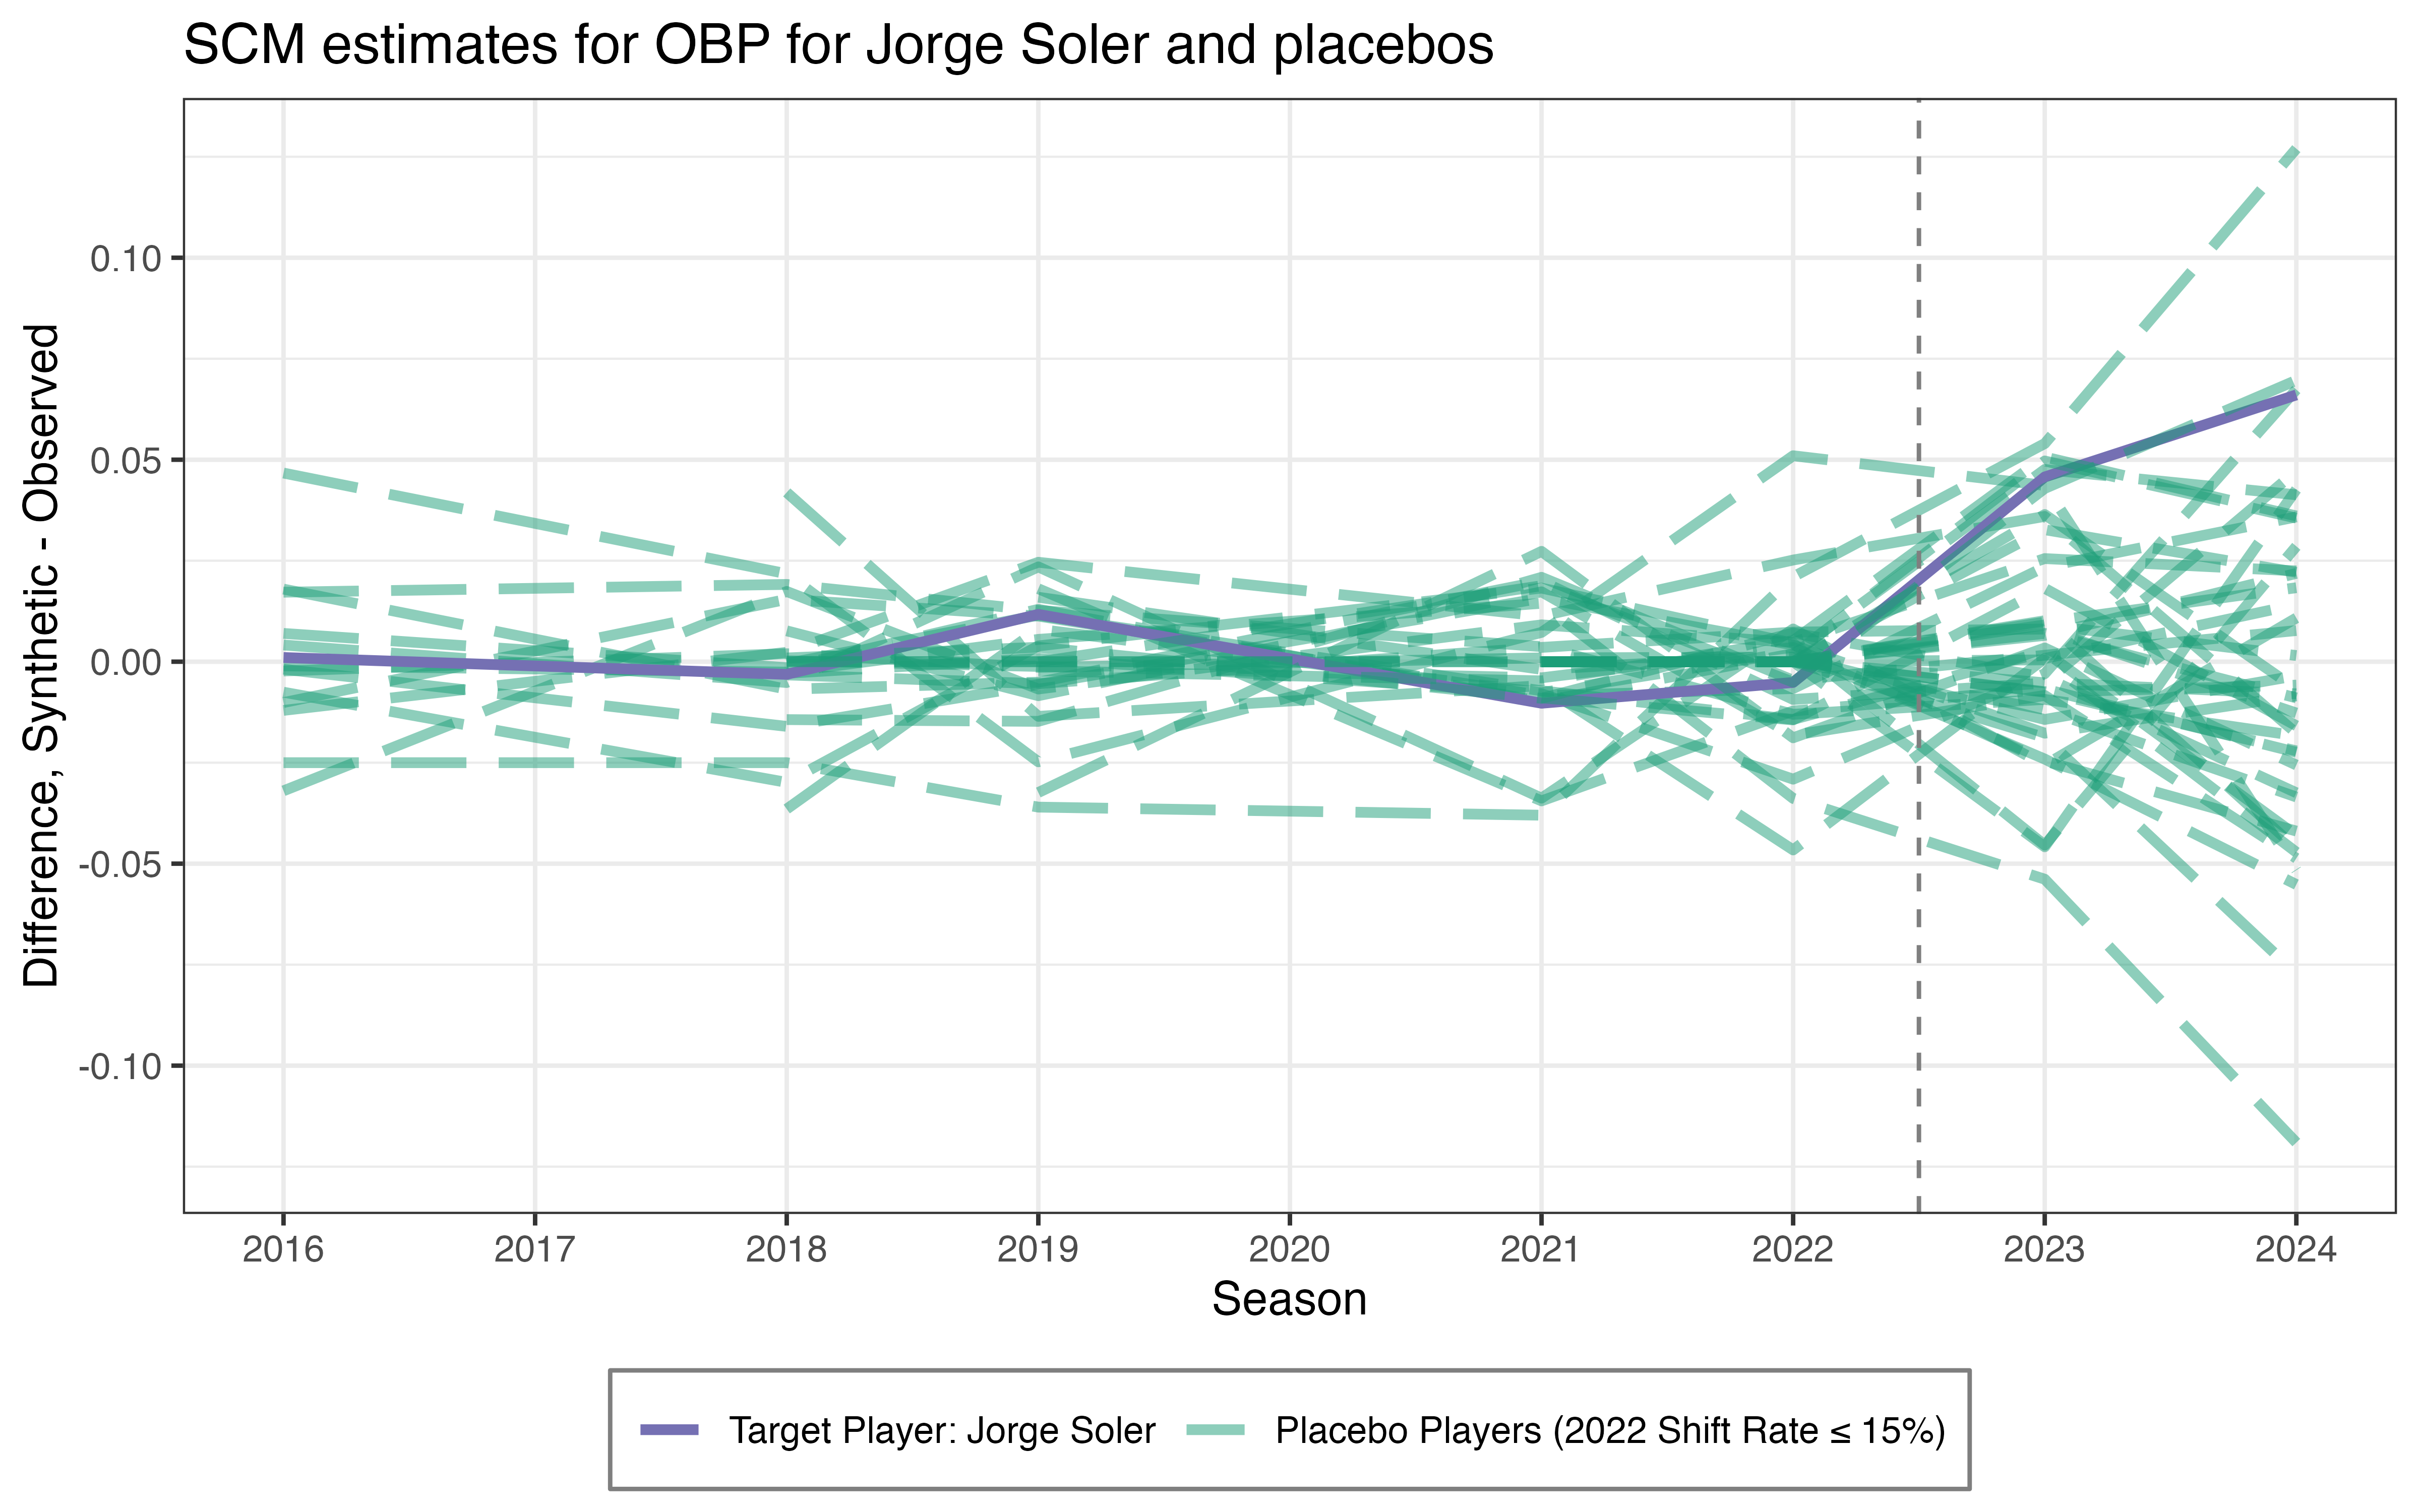 SCM estimates for OBP for Jorge Soler and placebos
Difference, Synthetic - Observed
0.10
0.05
0.00
-0.05
-0.10
2016 2017 2018 2019 2020 2021 2022 2023 2024
Season
Target Player: Jorge Soler Placebo Players (2022 Shift Rate ≤ 15%)